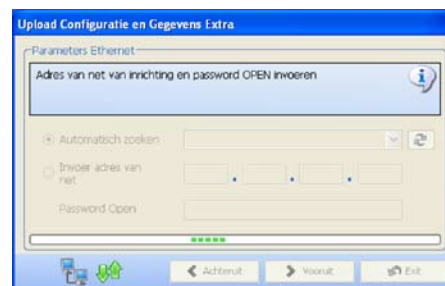 Upload Configuratie en Gegevens Extra
Parameters Ethernet
Adres van net van inrichting en password OPEN invoeren
Automatisch zoeken
Invoer adres van
net
Password Open
Achteruit
Vooruit
Exit